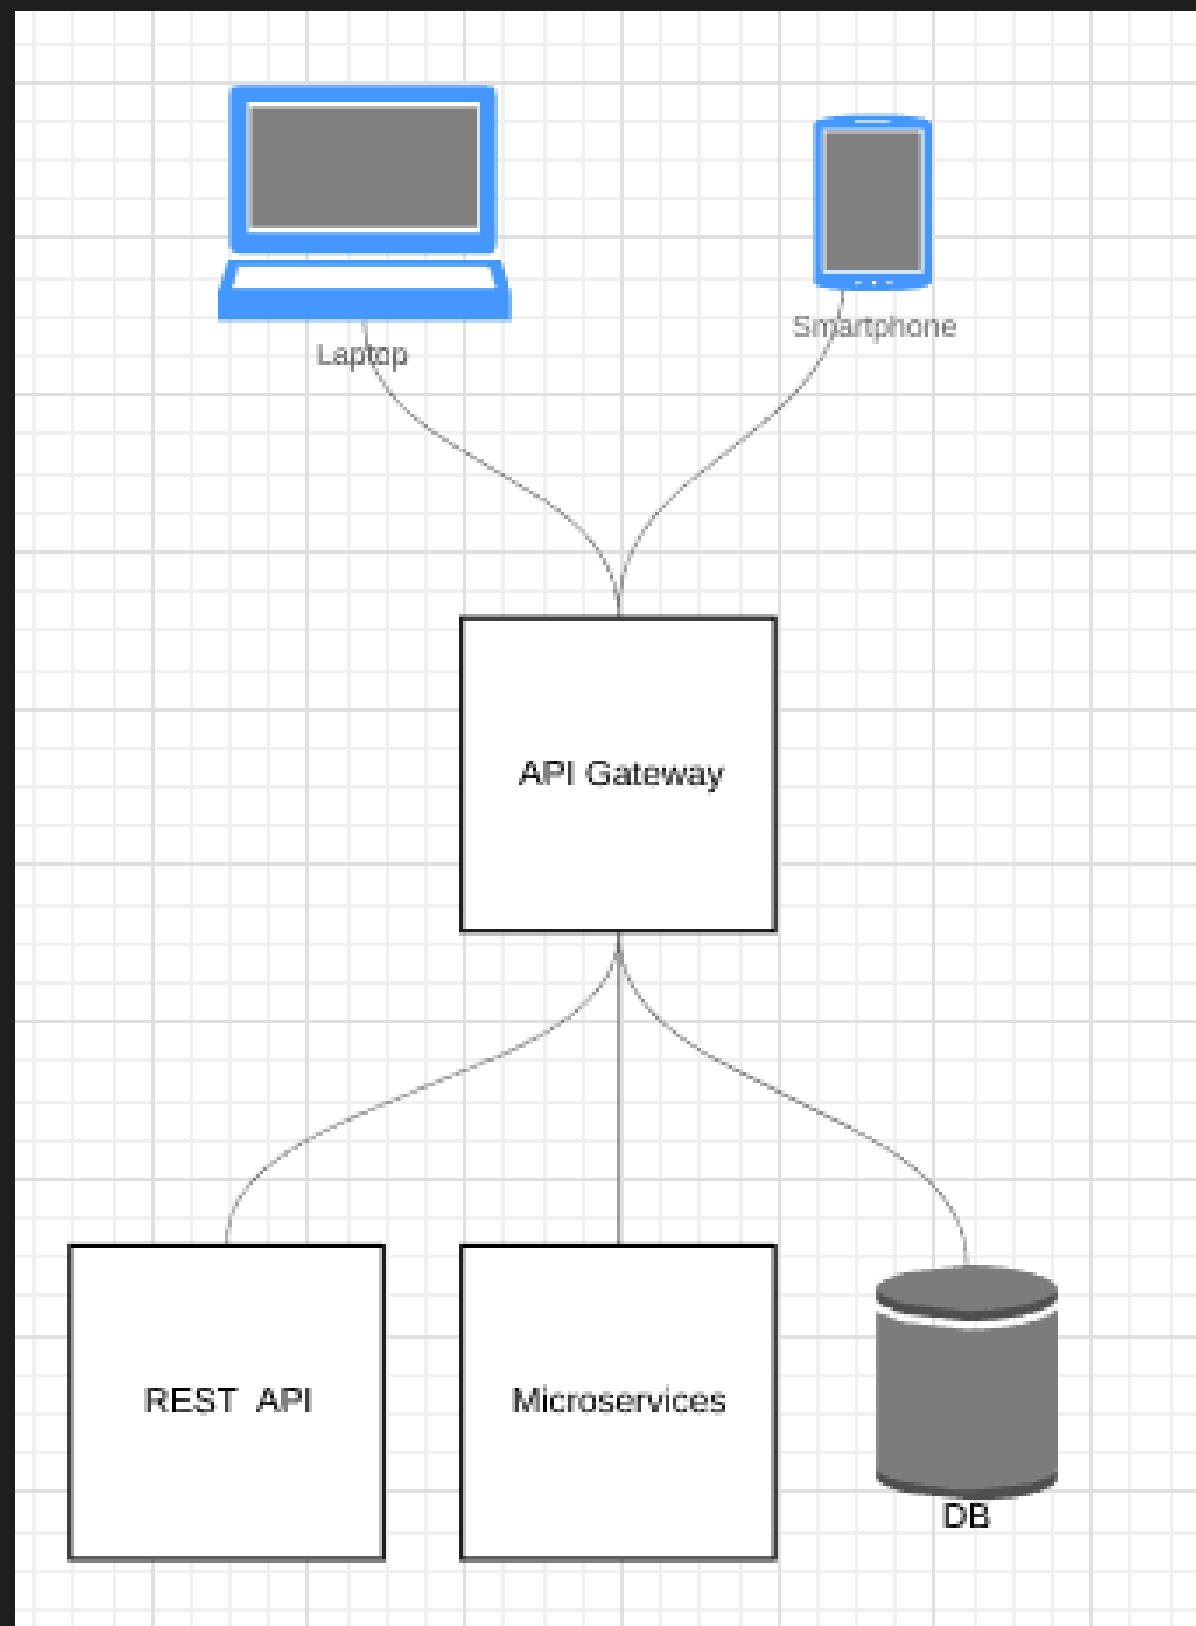 Laptop
Smartphone
API Gateway
REST  API
Microservices
DB